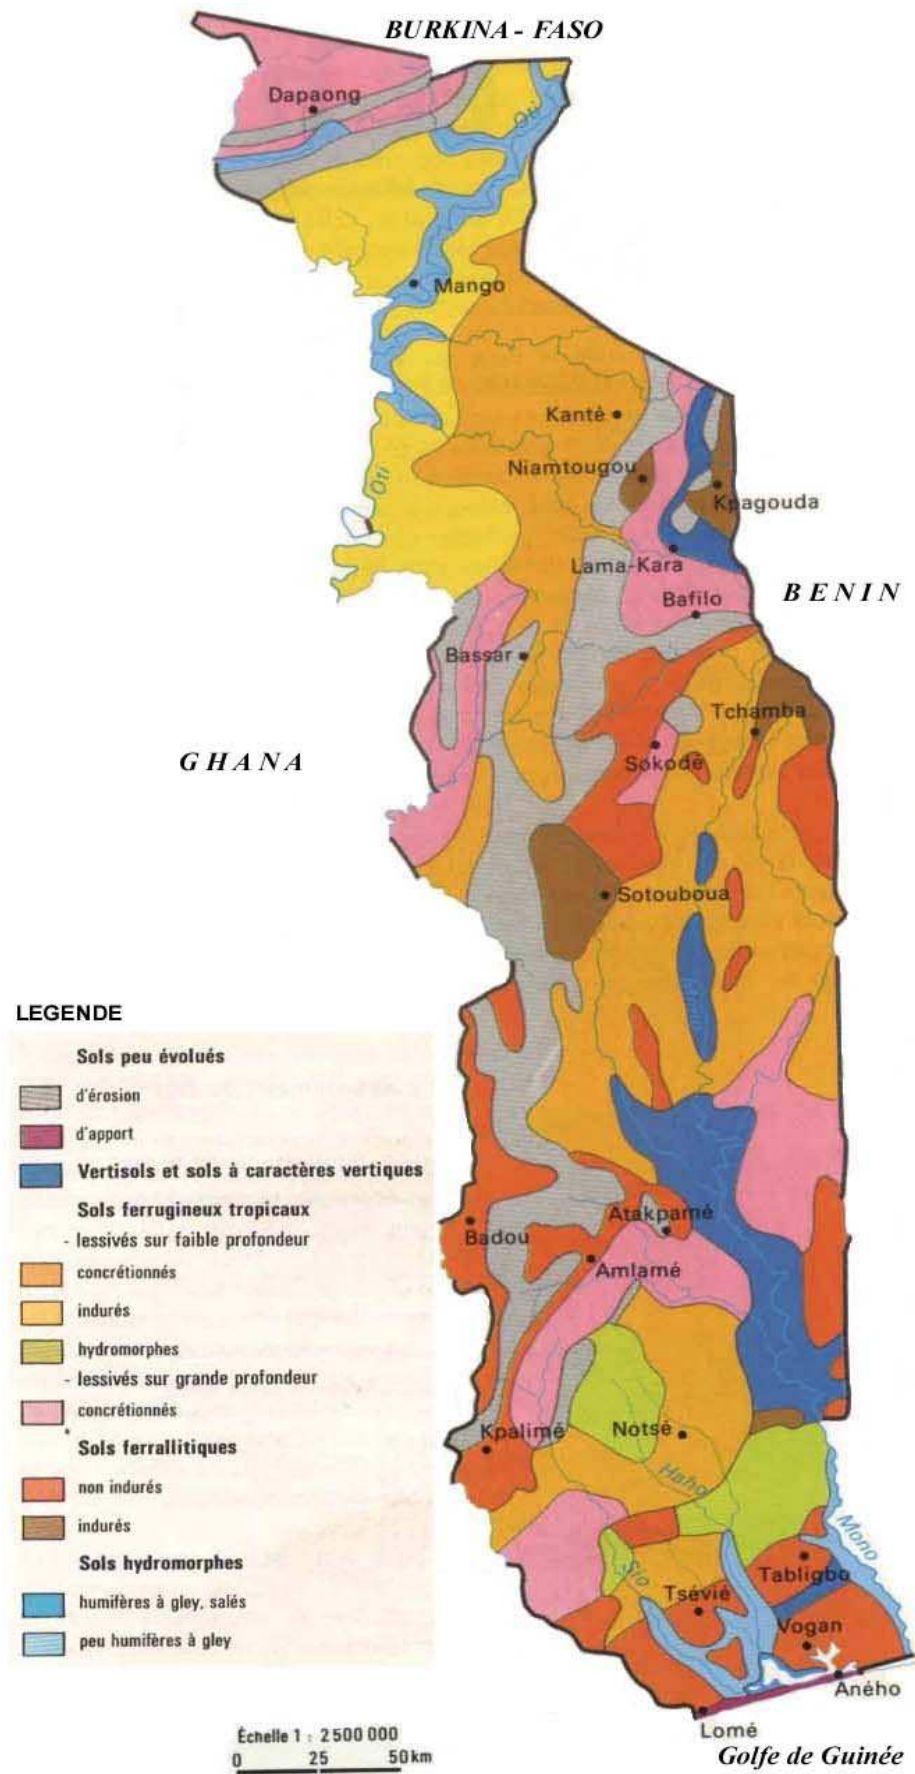 BURKINA - FASO
Dapaong
Oti
Mango
Kanté
Niamtougou
Kpagouda
Oti
Lama-Kara
BENIN
Bafilo
Bassar
Tchamba
GHANA
Sokodé
Sotouboua
Mono
LEGENDE
Sols peu évolués
d'érosion
d'apport
Vertisols et sols à caractères vertiques
Sols ferrugineux tropicaux
- lessivés sur faible profondeur
concrétionnés
indurés
hydromorphes
- lessivés sur grande profondeur
concrétionnés
Sols ferrallitiques
non indurés
indurés
Sols hydromorphes
humifères à gley, salés
peu humifères à gley
Atakpamé
Badou
Amlamé
Kpalimé
Notsé
Haho
Mono
Sio
Tabligbo
Tsévié
Vogan
Aného
Lomé
Échelle 1 : 2 500 000
0 25 50 km
Golfe de Guinée